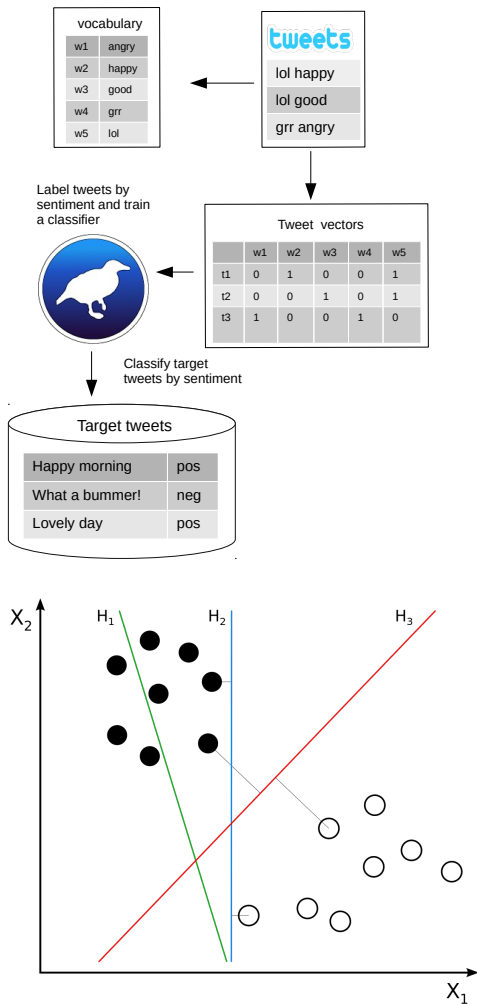 vocabulary
w1 angry
w2 happy
w3 good
w4 grr
w5 lol
tweets
lol happy
lol good
grr angry
Label tweets by
sentiment and train
a classifier
Tweet vectors
w1 w2 w3 w4 w5
t1 0 1 0 0 1
t2 0 0 1 0 1
t3 1 0 0 1 0
Classify target
tweets by sentiment
Target tweets
Happy morning pos
What a bummer! neg
Lovely day pos
X2
H1 H2 H3
X1